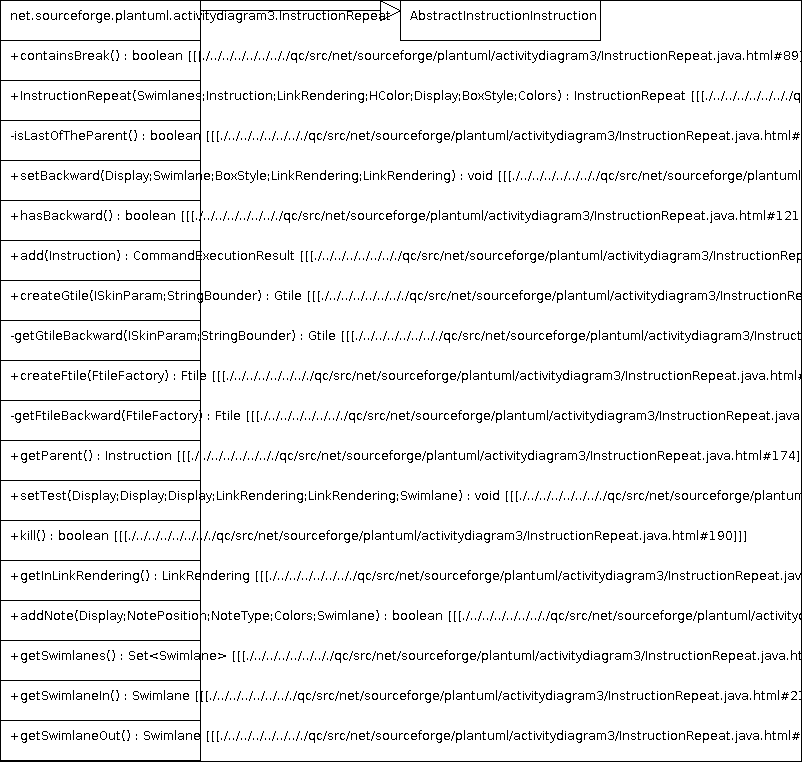 net.sourceforge.plantuml.activitydiagram3.InstructionRepeat
AbstractInstructionInstruction
+containsBreak() : boolean [[[./../../../../../../../qc/src/net/sourceforge/plantuml/activitydiagram3/InstructionRepeat.java.html#89]
+InstructionRepeat(Swimlanes;Instruction;LinkRendering;HColor;Display;BoxStyle;Colors) : InstructionRepeat [[[./../../../../../../../q
-isLastOfTheParent() : boolean [[[./../../../../../../../qc/src/net/sourceforge/plantuml/activitydiagram3/InstructionRepeat.java.html#
+setBackward(Display;Swimlane;BoxStyle;LinkRendering;LinkRendering) : void [[[./../../../../../../../qc/src/net/sourceforge/plantuml
+hasBackward() : boolean [[[./../../../../../../../qc/src/net/sourceforge/plantuml/activitydiagram3/InstructionRepeat.java.html#121
+add(Instruction) : CommandExecutionResult [[[./../../../../../../../qc/src/net/sourceforge/plantuml/activitydiagram3/InstructionRep
+createGtile(ISkinParam;StringBounder) : Gtile [[[./../../../../../../../qc/src/net/sourceforge/plantuml/activitydiagram3/InstructionRe
-getGtileBackward(ISkinParam;StringBounder) : Gtile [[[./../../../../../../../qc/src/net/sourceforge/plantuml/activitydiagram3/Instruct
+createFtile(FtileFactory) : Ftile [[[./../../../../../../../qc/src/net/sourceforge/plantuml/activitydiagram3/InstructionRepeat.java.html#
-getFtileBackward(FtileFactory) : Ftile [[[./../../../../../../../qc/src/net/sourceforge/plantuml/activitydiagram3/InstructionRepeat.java
+getParent() : Instruction [[[./../../../../../../../qc/src/net/sourceforge/plantuml/activitydiagram3/InstructionRepeat.java.html#174]
+setTest(Display;Display;Display;LinkRendering;LinkRendering;Swimlane) : void [[[./../../../../../../../qc/src/net/sourceforge/plantum
+kill() : boolean [[[./../../../../../../../qc/src/net/sourceforge/plantuml/activitydiagram3/InstructionRepeat.java.html#190]]]
+getInLinkRendering() : LinkRendering [[[./../../../../../../../qc/src/net/sourceforge/plantuml/activitydiagram3/InstructionRepeat.jav
+addNote(Display;NotePosition;NoteType;Colors;Swimlane) : boolean [[[./../../../../../../../qc/src/net/sourceforge/plantuml/activity
+getSwimlanes() : Set<Swimlane> [[[./../../../../../../../qc/src/net/sourceforge/plantuml/activitydiagram3/InstructionRepeat.java.ht
+getSwimlaneIn() : Swimlane [[[./../../../../../../../qc/src/net/sourceforge/plantuml/activitydiagram3/InstructionRepeat.java.html#2
+getSwimlaneOut() : Swimlane [[[./../../../../../../../qc/src/net/sourceforge/plantuml/activitydiagram3/InstructionRepeat.java.html#